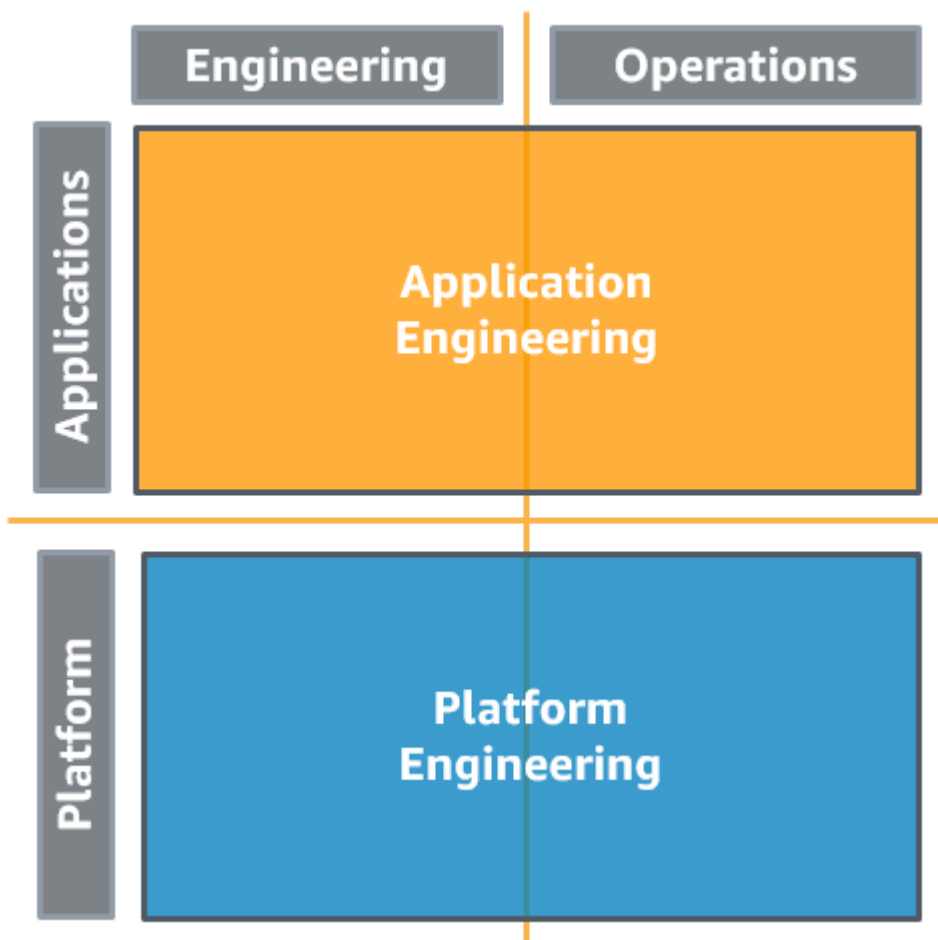 Engineering
Operations
Applications
Application
Engineering
Platform
Platform
Engineering